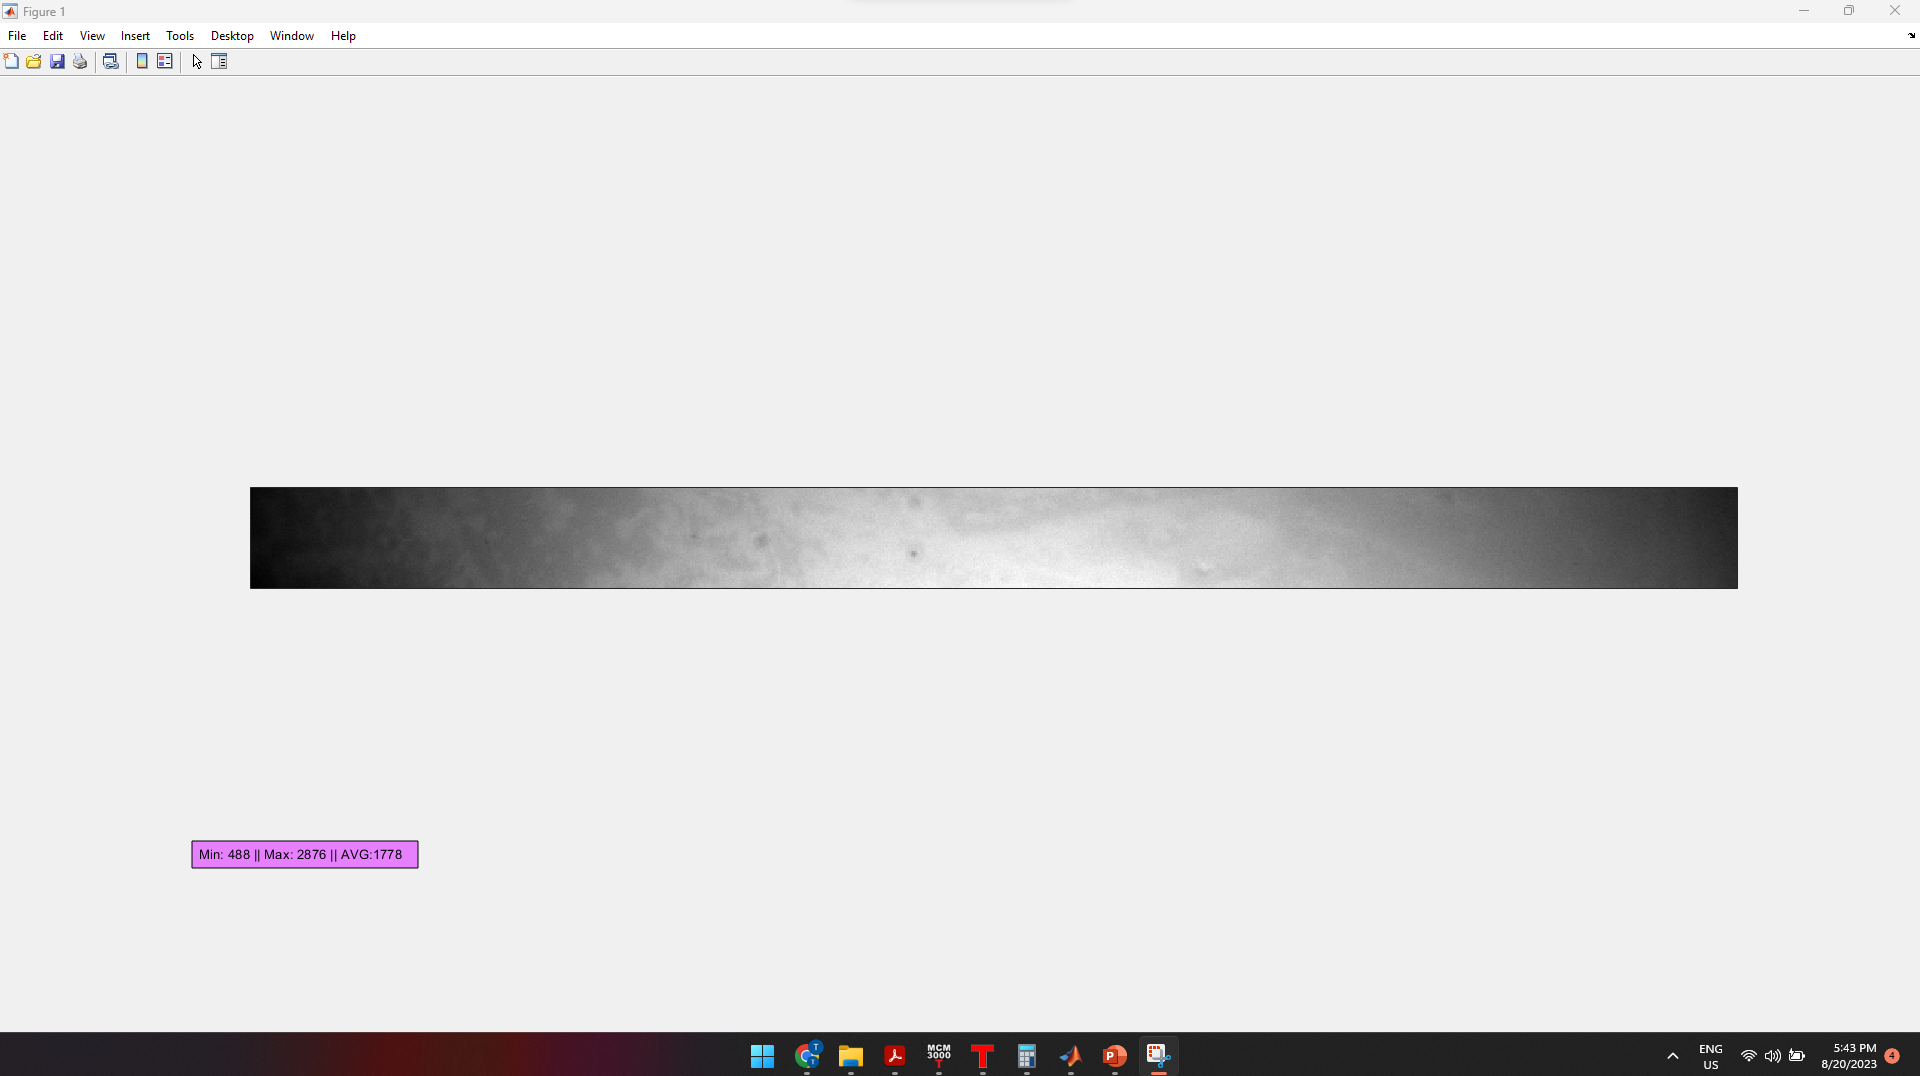 Figure 1
File Edit View Insert Tools Desktop Window Help
Min: 488 || Max: 2876 || AVG:1778
T
T
MCM
3000
T
T
P
ENG
US
5:43 PM
8/20/2023
4